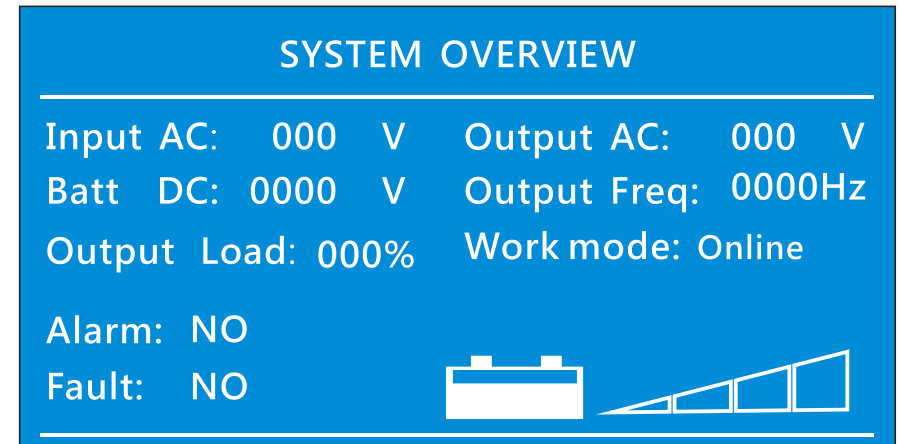 SYSTEM OVERVIEW
Input AC: 000 V Output AC: 000 V
Batt DC: 0000 V Output Freq: 0000Hz
Output Load: 000% Work mode: Online
Alarm: NO
Fault: NO